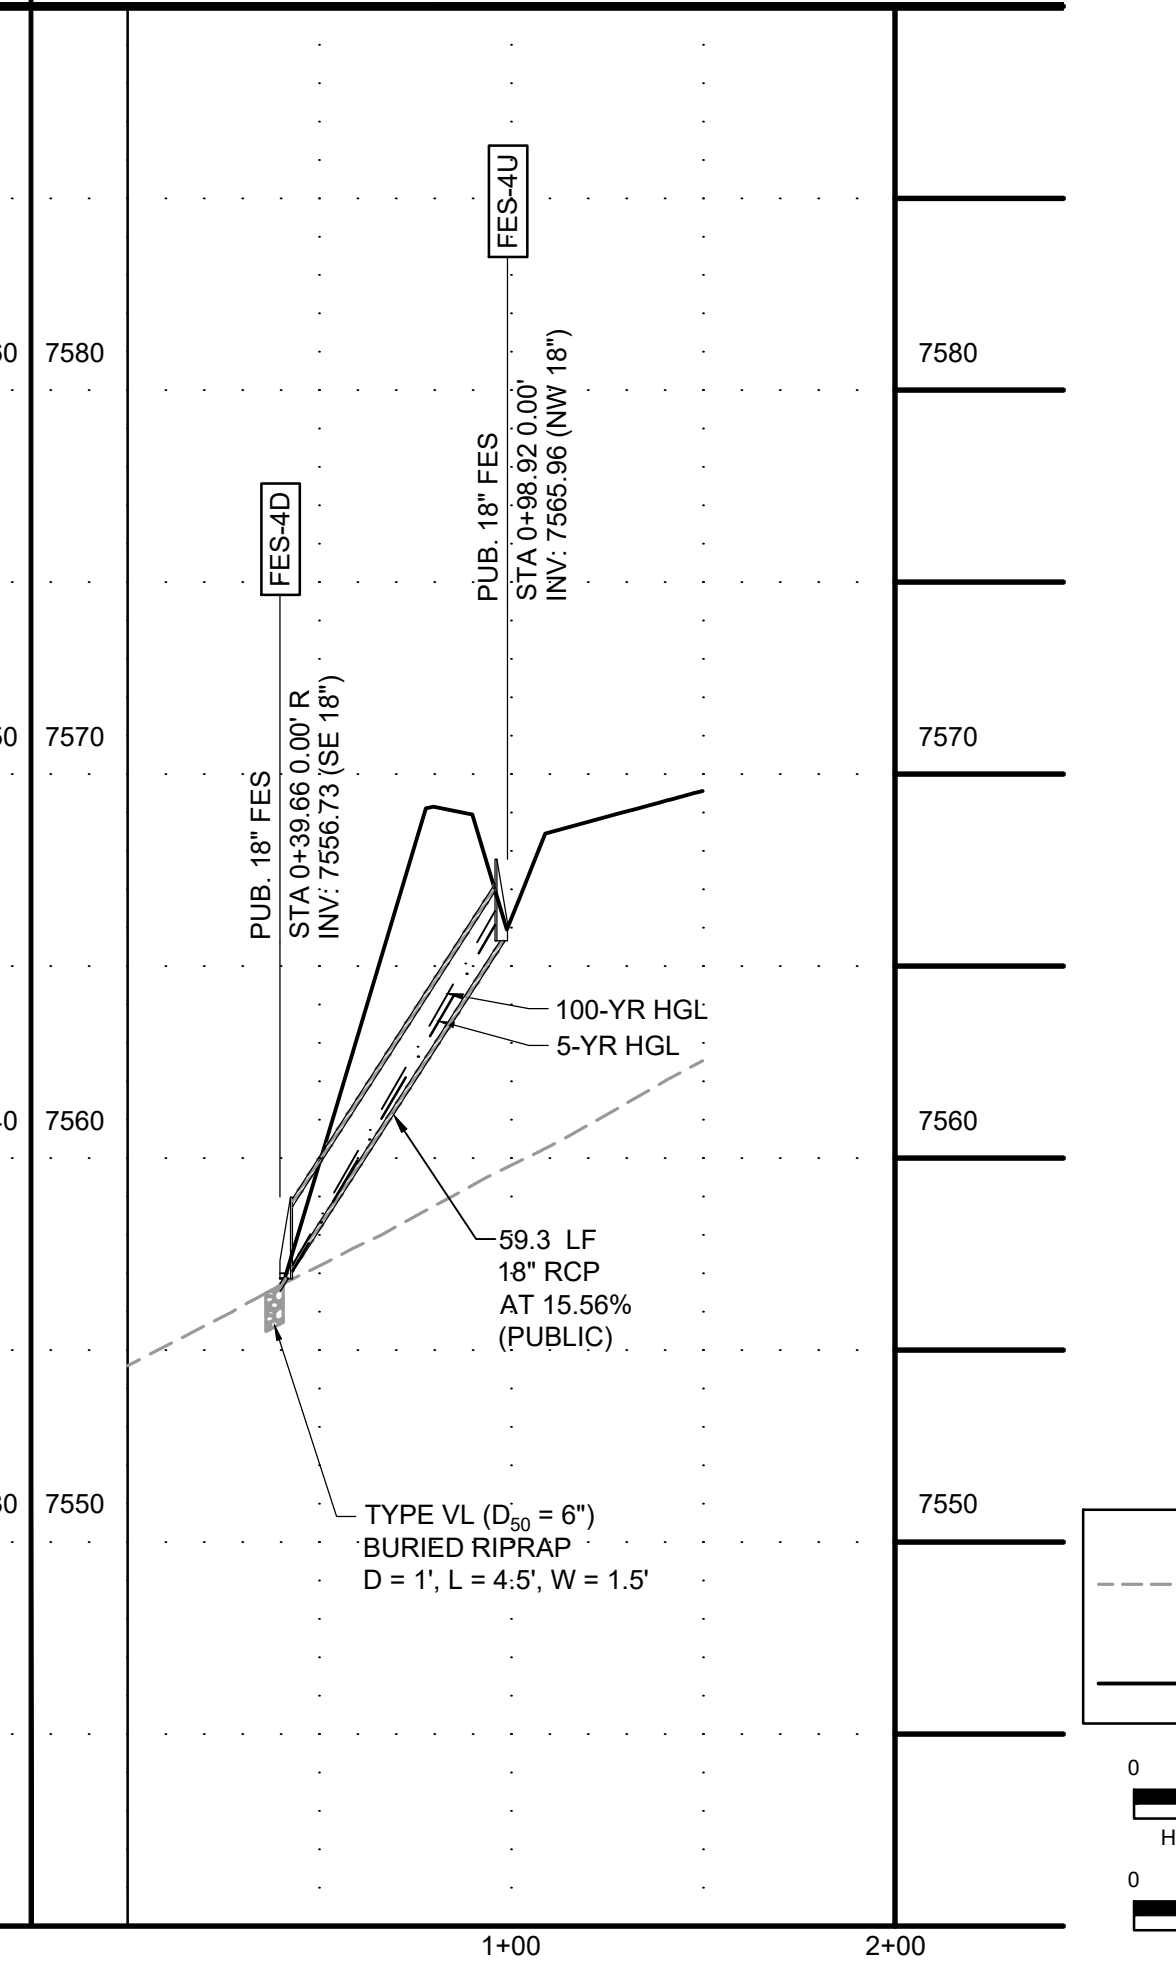 FES-4U
PUB. 18" FES
STA 0+98.92 0.00'
INV: 7565.96 (NW 18")
7580
7580
FES-4D
PUB. 18" FES
STA 0+39.66 0.00' R
INV: 7556.73 (SE 18")
7570
7570
100-YR HGL
5-YR HGL
7560
7560
59.3 LF
18" RCP
AT 15.56%
(PUBLIC)
7550
7550
TYPE VL (D50 = 6")
BURIED RIPRAP
D = 1', L = 4.5', W = 1.5'
0
H
0
1+00
2+00